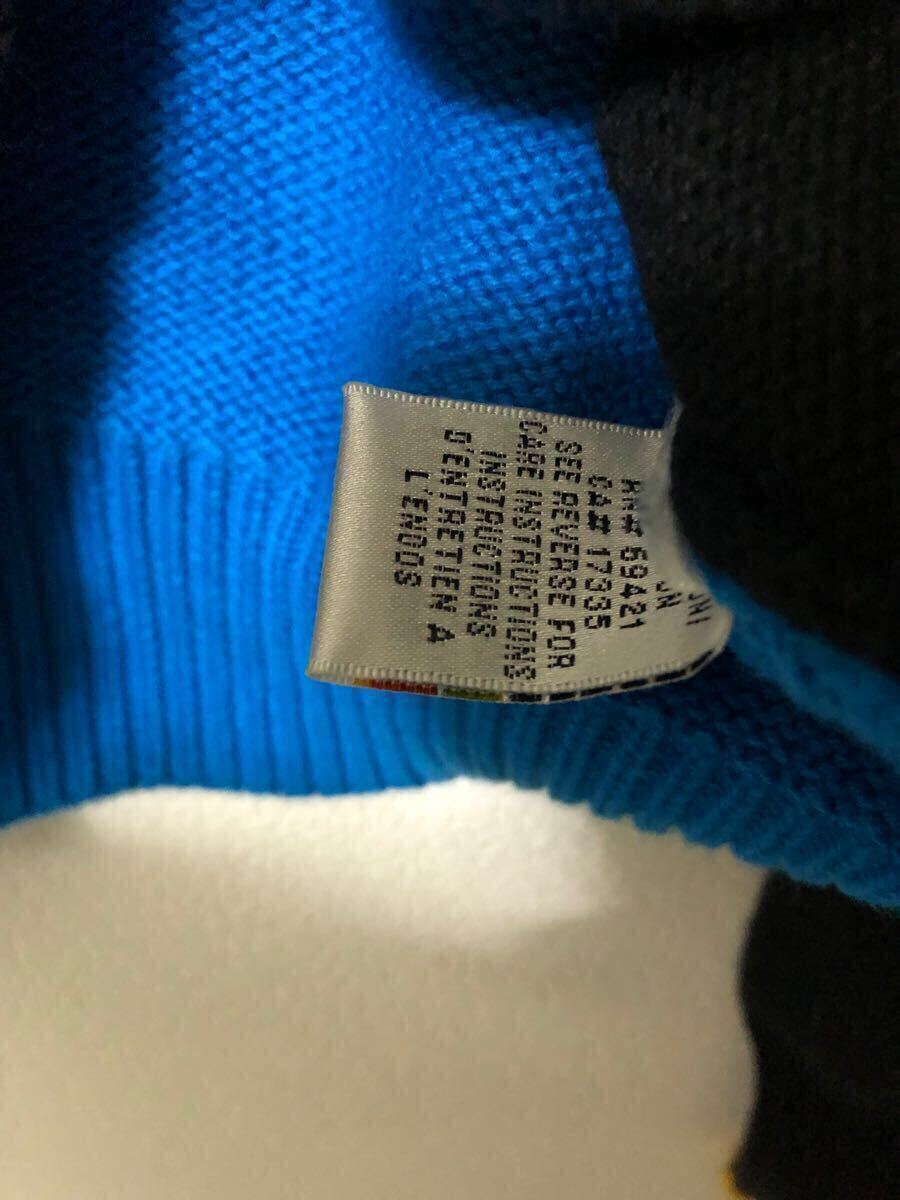 RN# 69421
CA# 17335
SEE REVERSE FOR
CARE INSTRUCTIONS
INSTRUCTIONS
D'ENTRETIEN A
L'ENDOS